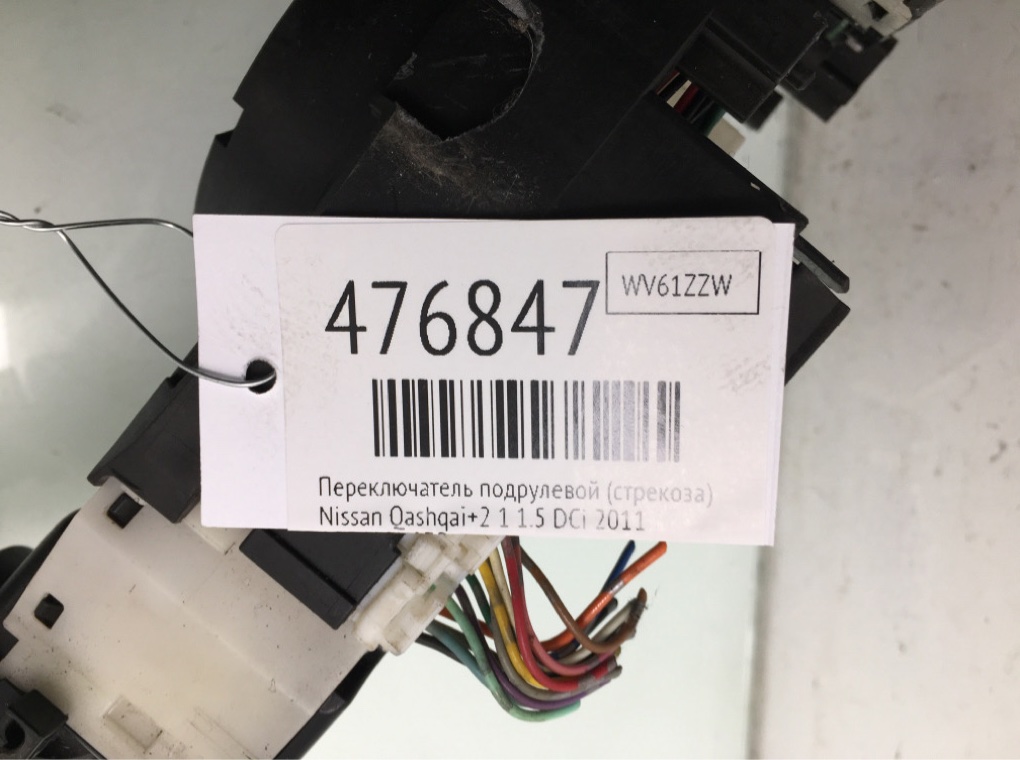 476847
WV61ZZW
Переключатель подрулевой (стрекоза)
Nissan Qashqai+2 1 1.5 DCi 2011